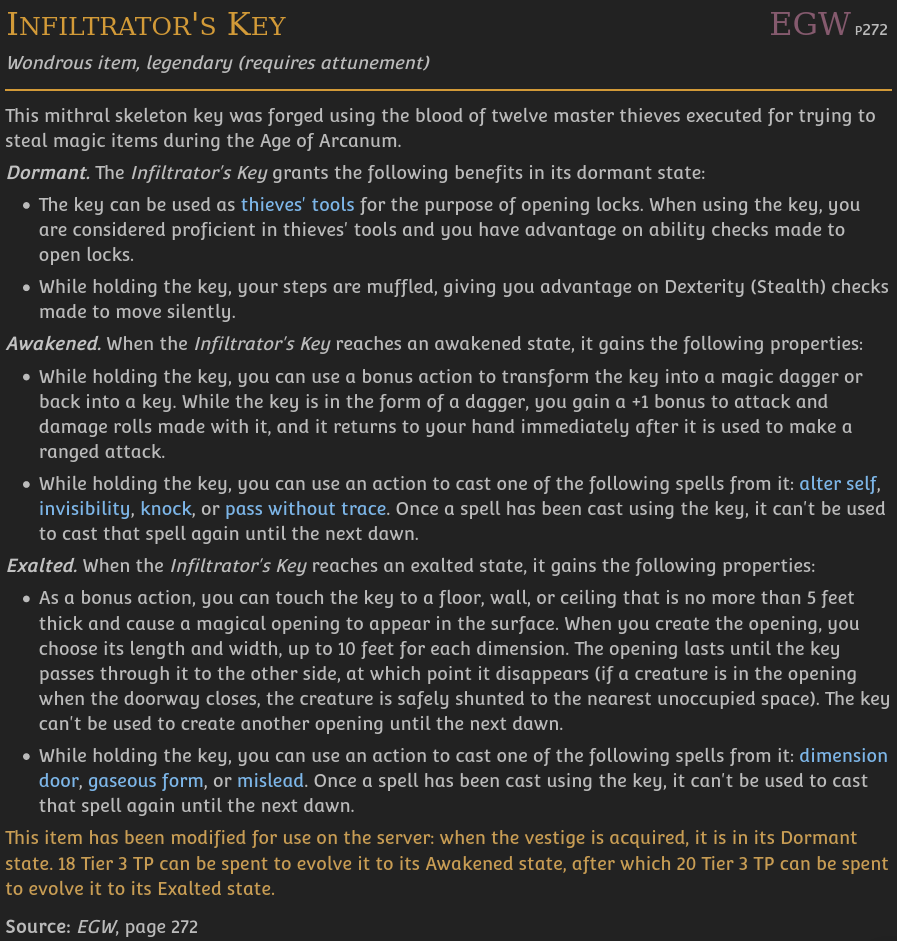 Infiltrator's Key EGW P272
Wondrous item, legendary (requires attunement)
This mithral skeleton key was forged using the blood of twelve master thieves executed for trying to
steal magic items during the Age of Arcanum.
Dormant. The Infiltrator's Key grants the following benefits in its dormant state:
• The key can be used as thieves' tools for the purpose of opening locks. When using the key, you
are considered proficient in thieves' tools and you have advantage on ability checks made to
open locks.
• While holding the key, your steps are muffled, giving you advantage on Dexterity (Stealth) checks
made to move silently.
Awakened. When the Infiltrator's Key reaches an awakened state, it gains the following properties:
• While holding the key, you can use a bonus action to transform the key into a magic dagger or
back into a key. While the key is in the form of a dagger, you gain a +1 bonus to attack and
damage rolls made with it, and it returns to your hand immediately after it is used to make a
ranged attack.
• While holding the key, you can use an action to cast one of the following spells from it: alter self,
invisibility, knock, or pass without trace. Once a spell has been cast using the key, it can't be used
to cast that spell again until the next dawn.
Exalted. When the Infiltrator's Key reaches an exalted state, it gains the following properties:
• As a bonus action, you can touch the key to a floor, wall, or ceiling that is no more than 5 feet
thick and cause a magical opening to appear in the surface. When you create the opening, you
choose its length and width, up to 10 feet for each dimension. The opening lasts until the key
passes through it to the other side, at which point it disappears (if a creature is in the opening
when the doorway closes, the creature is safely shunted to the nearest unoccupied space). The key
can't be used to create another opening until the next dawn.
• While holding the key, you can use an action to cast one of the following spells from it: dimension
door, gaseous form, or mislead. Once a spell has been cast using the key, it can't be used to cast
that spell again until the next dawn.
This item has been modified for use on the server: when the vestige is acquired, it is in its Dormant
state. 18 Tier 3 TP can be spent to evolve it to its Awakened state, after which 20 Tier 3 TP can be spent
to evolve it to its Exalted state.
Source: EGW, page 272